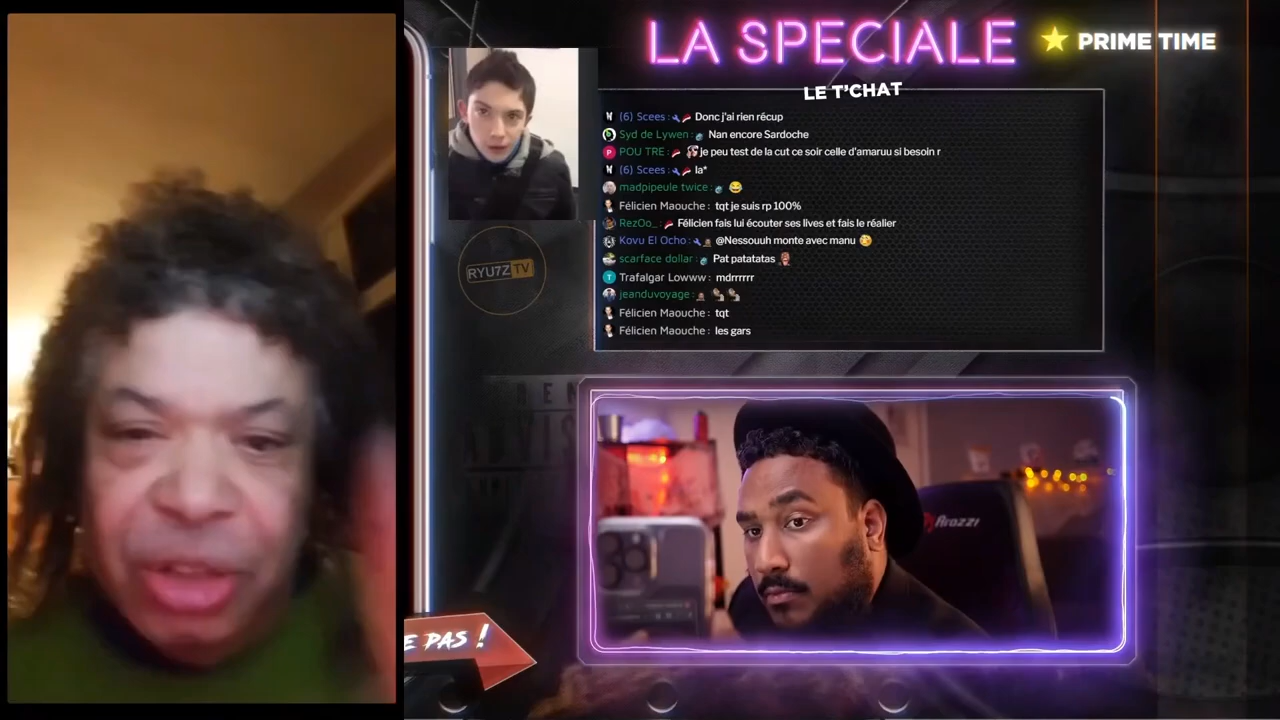 LA SPECIALE
PRIME TIME
LE T'CHAT
(6) Scees : Donc j'ai rien récup
Syd de Lywen : Nan encore Sardoche
POU TRE : je peu test de la cut ce soir celle d'amaruu si besoin r
(6) Scees : la*
madpipeule twice :
Félicien Maouche : tqt je suis rp 100%
RezOo_ : Félicien fais lui écouter ses lives et fais le réalier
Kovu El Ocho : @Nessouuh monte avec manu
scarface dollar : Pat patatatas
Trafalgar Lowww : mdrrrrrr
jeanduvoyage :
Félicien Maouche : tqt
Félicien Maouche : les gars
RYU7Z TV
Arozzi
E PAS !